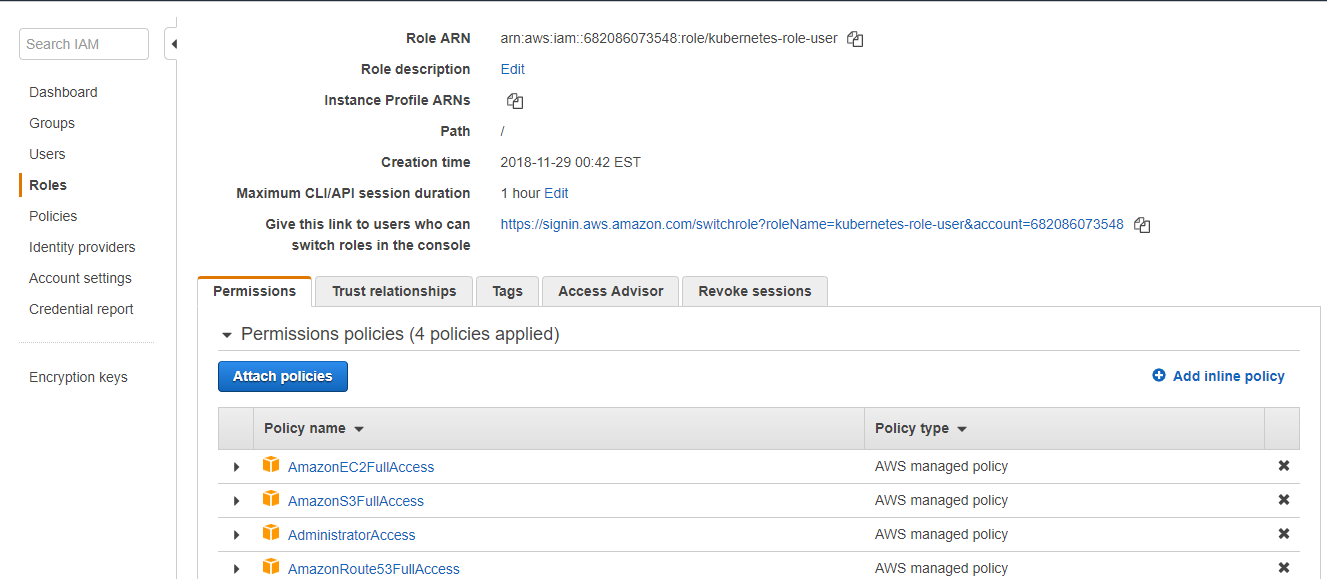 Search IAM
Dashboard
Groups
Users
Roles
Policies
Identity providers
Account settings
Credential report
Encryption keys
Role ARN arn:aws:iam::682086073548:role/kubernetes-role-user
Role description Edit
Instance Profile ARNs
Path /
Creation time 2018-11-29 00:42 EST
Maximum CLI/API session duration 1 hour Edit
Give this link to users who can https://signin.aws.amazon.com/switchrole?roleName=kubernetes-role-user&account=682086073548
switch roles in the console
Permissions Trust relationships Tags Access Advisor Revoke sessions
Permissions policies (4 policies applied)
Attach policies Add inline policy
Policy name Policy type
AmazonEC2FullAccess AWS managed policy
AmazonS3FullAccess AWS managed policy
AdministratorAccess AWS managed policy
AmazonRoute53FullAccess AWS managed policy